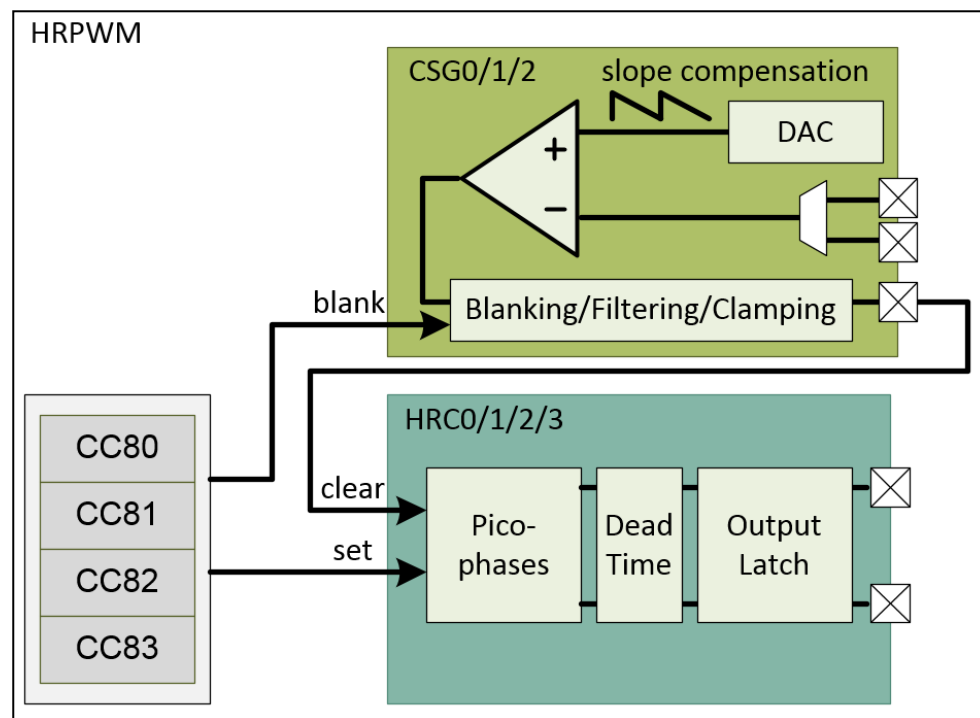 HRPWM
CSG0/1/2
slope compensation
DAC
+
−
blank
Blanking/Filtering/Clamping
CC80
CC81
CC82
CC83
HRC0/1/2/3
clear
set
Pico-
phases
Dead
Time
Output
Latch